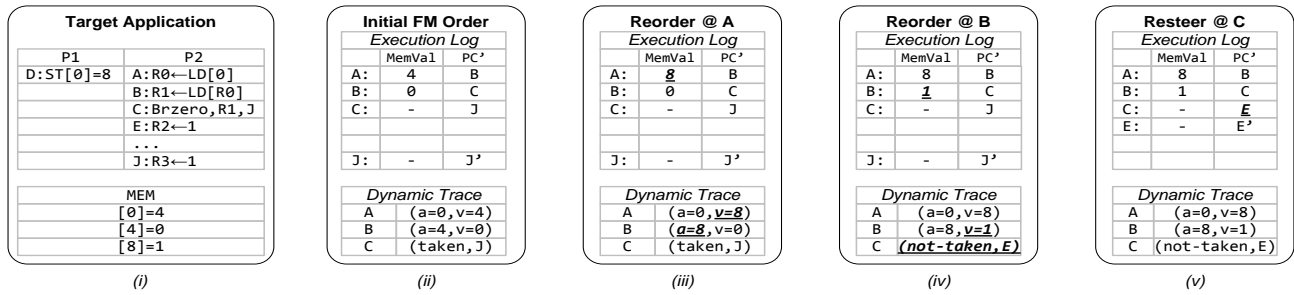 Target Application
P1 P2
D:ST[0]=8 A:R0←LD[0]
B:R1←LD[R0]
C:Brzero,R1,J
E:R2←1
...
J:R3←1
MEM
[0]=4
[4]=0
[8]=1
(i)
Initial FM Order
Execution Log
MemVal PC’
A: 4 B
B: 0 C
C: - J
J: - J’
Dynamic Trace
A (a=0,v=4)
B (a=4,v=0)
C (taken,J)
(ii)
Reorder @ A
Execution Log
MemVal PC’
A: 8 B
B: 0 C
C: - J
J: - J’
Dynamic Trace
A (a=0,v=8)
B (a=8,v=0)
C (taken,J)
(iii)
Reorder @ B
Execution Log
MemVal PC’
A: 8 B
B: 1 C
C: - J
J: - J’
Dynamic Trace
A (a=0,v=8)
B (a=8,v=1)
C (not-taken,E)
(iv)
Resteer @ C
Execution Log
MemVal PC’
A: 8 B
B: 1 C
C: - E
E: - E’
Dynamic Trace
A (a=0,v=8)
B (a=8,v=1)
C (not-taken,E)
(v)